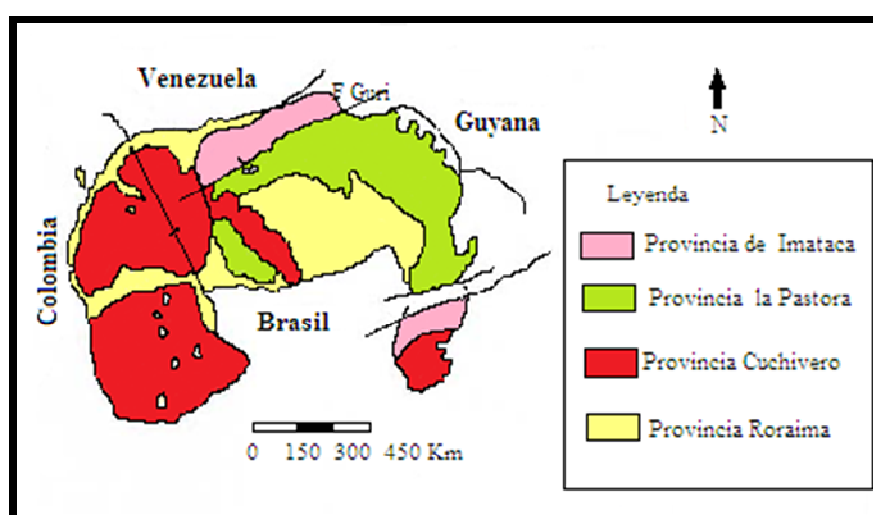 Venezuela
F Guri
Guyana
N
Colombia
Brasil
0 150 300 450 Km
Leyenda
Provincia de Imataca
Provincia la Pastora
Provincia Cuchivero
Provincia Roraima